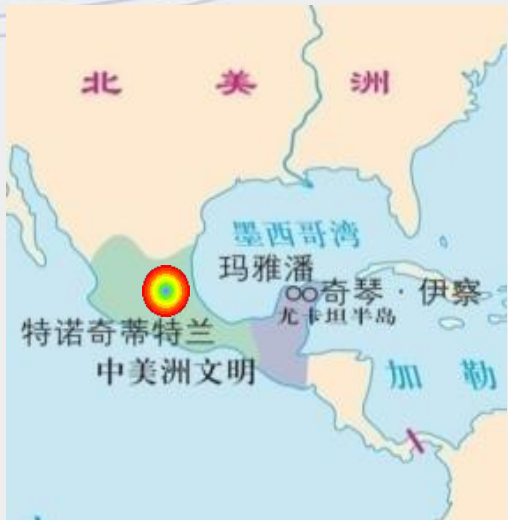 北 美 洲
墨西哥湾
玛雅潘
奇琴·伊察
尤卡坦半岛
特诺奇蒂特兰
中美洲文明
加 勒